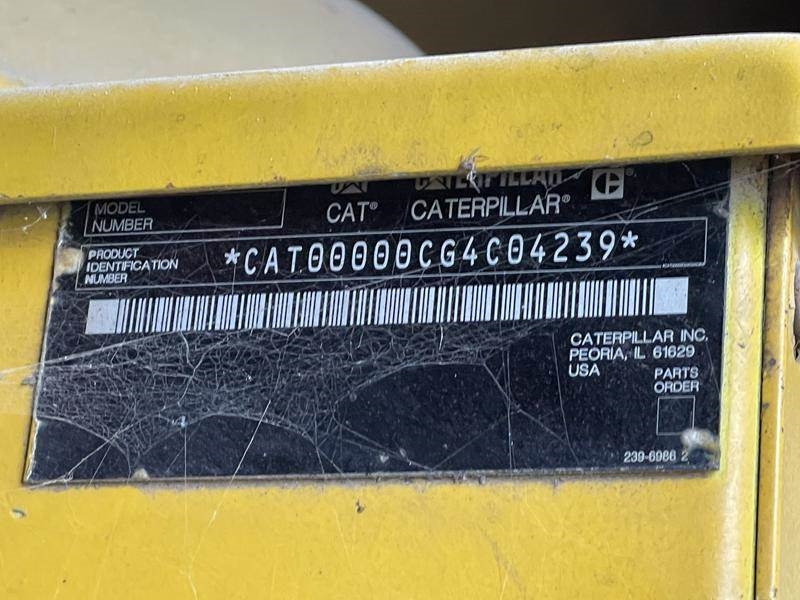 MODEL
NUMBER
CAT®
CATERPILLAR®
PRODUCT
IDENTIFICATION
NUMBER
*CAT00000CG4C04239*
CATERPILLAR INC.
PEORIA, IL 61629
USA
PARTS
ORDER
239-6986 2